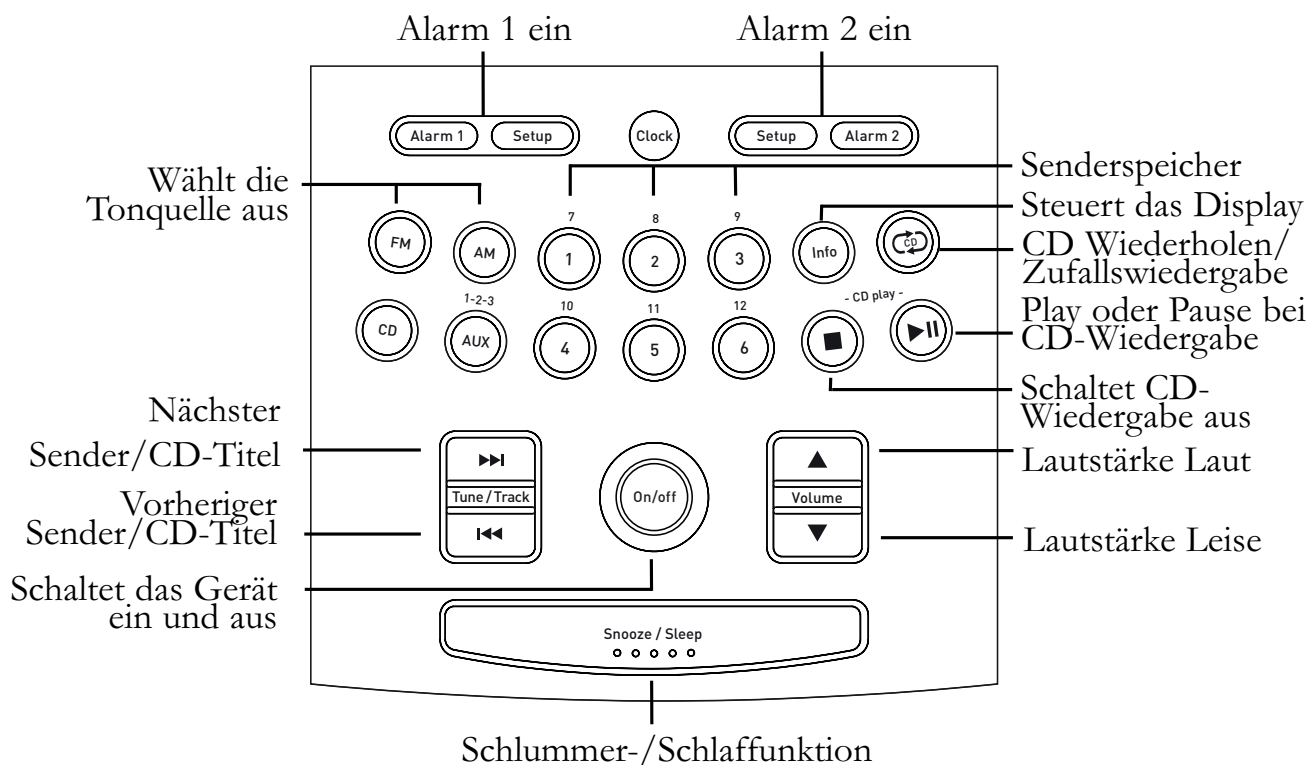 Alarm 1 ein
Alarm 2 ein
Alarm 1
Setup
Clock
Setup
Alarm 2
Wählt die
Tonquelle aus
Senderspeicher
Steuert das Display
CD Wiederholen/
Zufallswiedergabe
Play oder Pause bei
CD-Wiedergabe
Schaltet CD-
Wiedergabe aus
7
8
9
FM
AM
1
2
3
Info
CD
1-2-3
10
11
12
- CD play -
CD
AUX
4
5
6
Nächster
Sender/CD-Titel
Vorheriger
Sender/CD-Titel
Tune / Track
On/off
Volume
Lautstärke Laut
Lautstärke Leise
Schaltet das Gerät
ein und aus
Snooze / Sleep
Schlummer-/Schlaffunktion